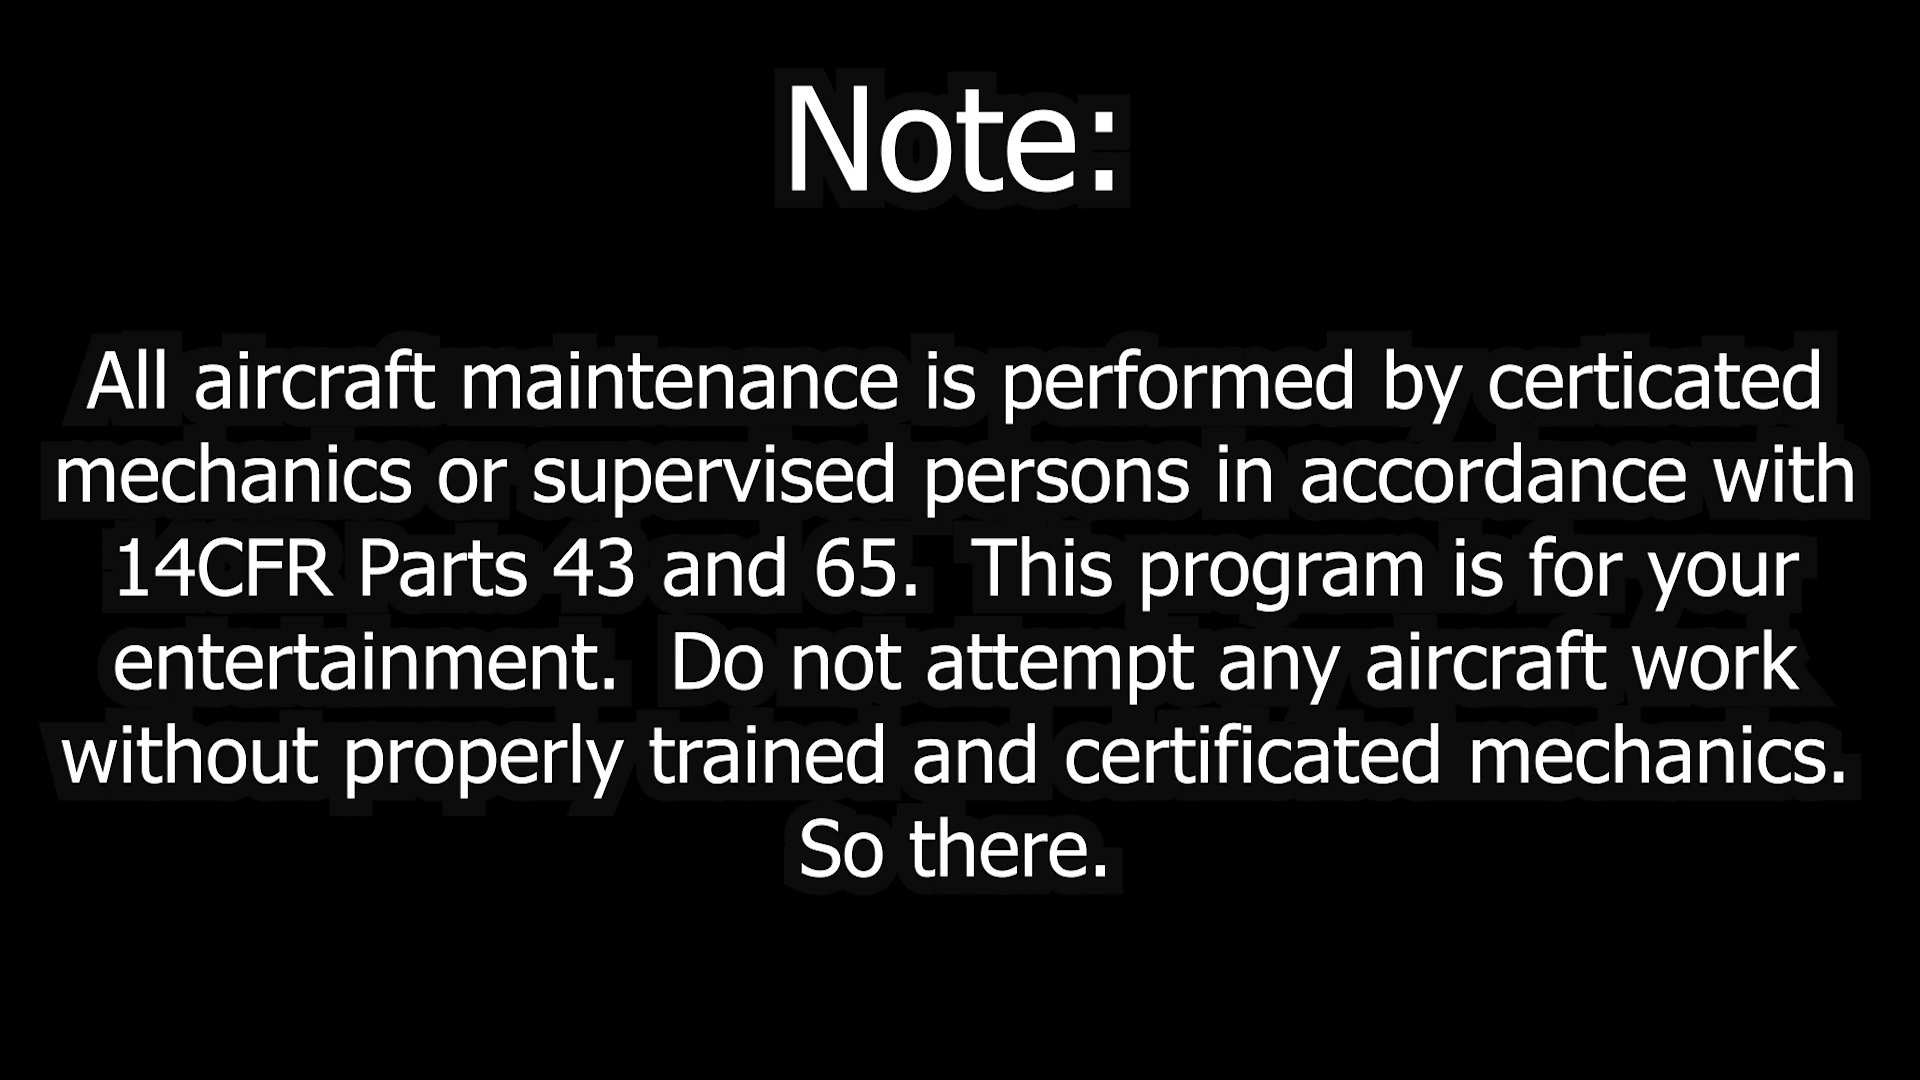 Note:
All aircraft maintenance is performed by certicated
mechanics or supervised persons in accordance with
14CFR Parts 43 and 65.  This program is for your
entertainment.  Do not attempt any aircraft work
without properly trained and certificated mechanics.
So there.